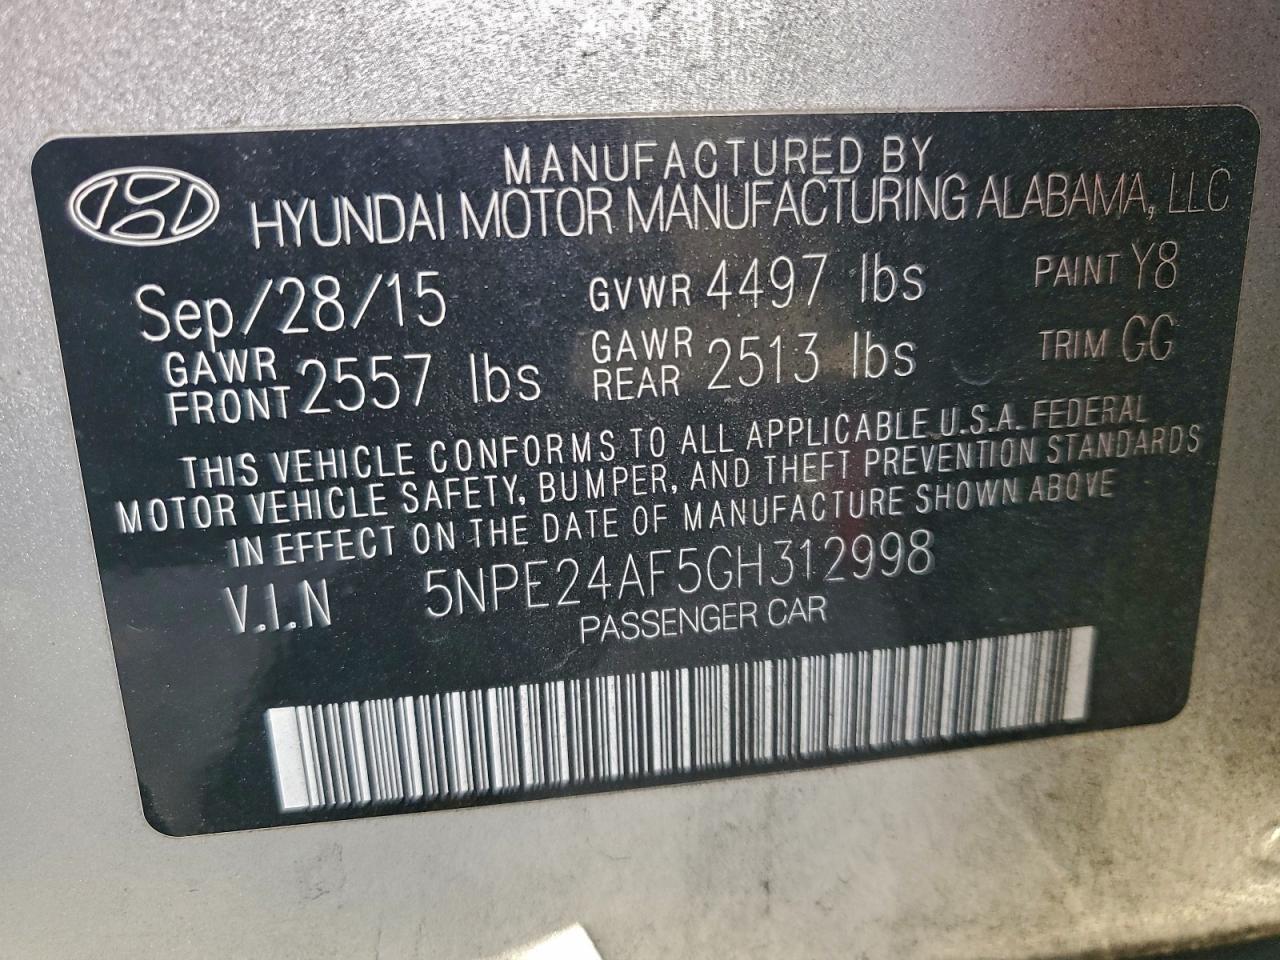 MANUFACTURED BY
HYUNDAI MOTOR MANUFACTURING ALABAMA, LLC
Sep/28/15 GVWR 4497 lbs PAINT Y8
GAWR FRONT 2557 lbs GAWR REAR 2513 lbs TRIM GG
THIS VEHICLE CONFORMS TO ALL APPLICABLE U.S.A. FEDERAL
MOTOR VEHICLE SAFETY, BUMPER, AND THEFT PREVENTION STANDARDS
IN EFFECT ON THE DATE OF MANUFACTURE SHOWN ABOVE
V.I.N 5NPE24AF5GH312998
PASSENGER CAR